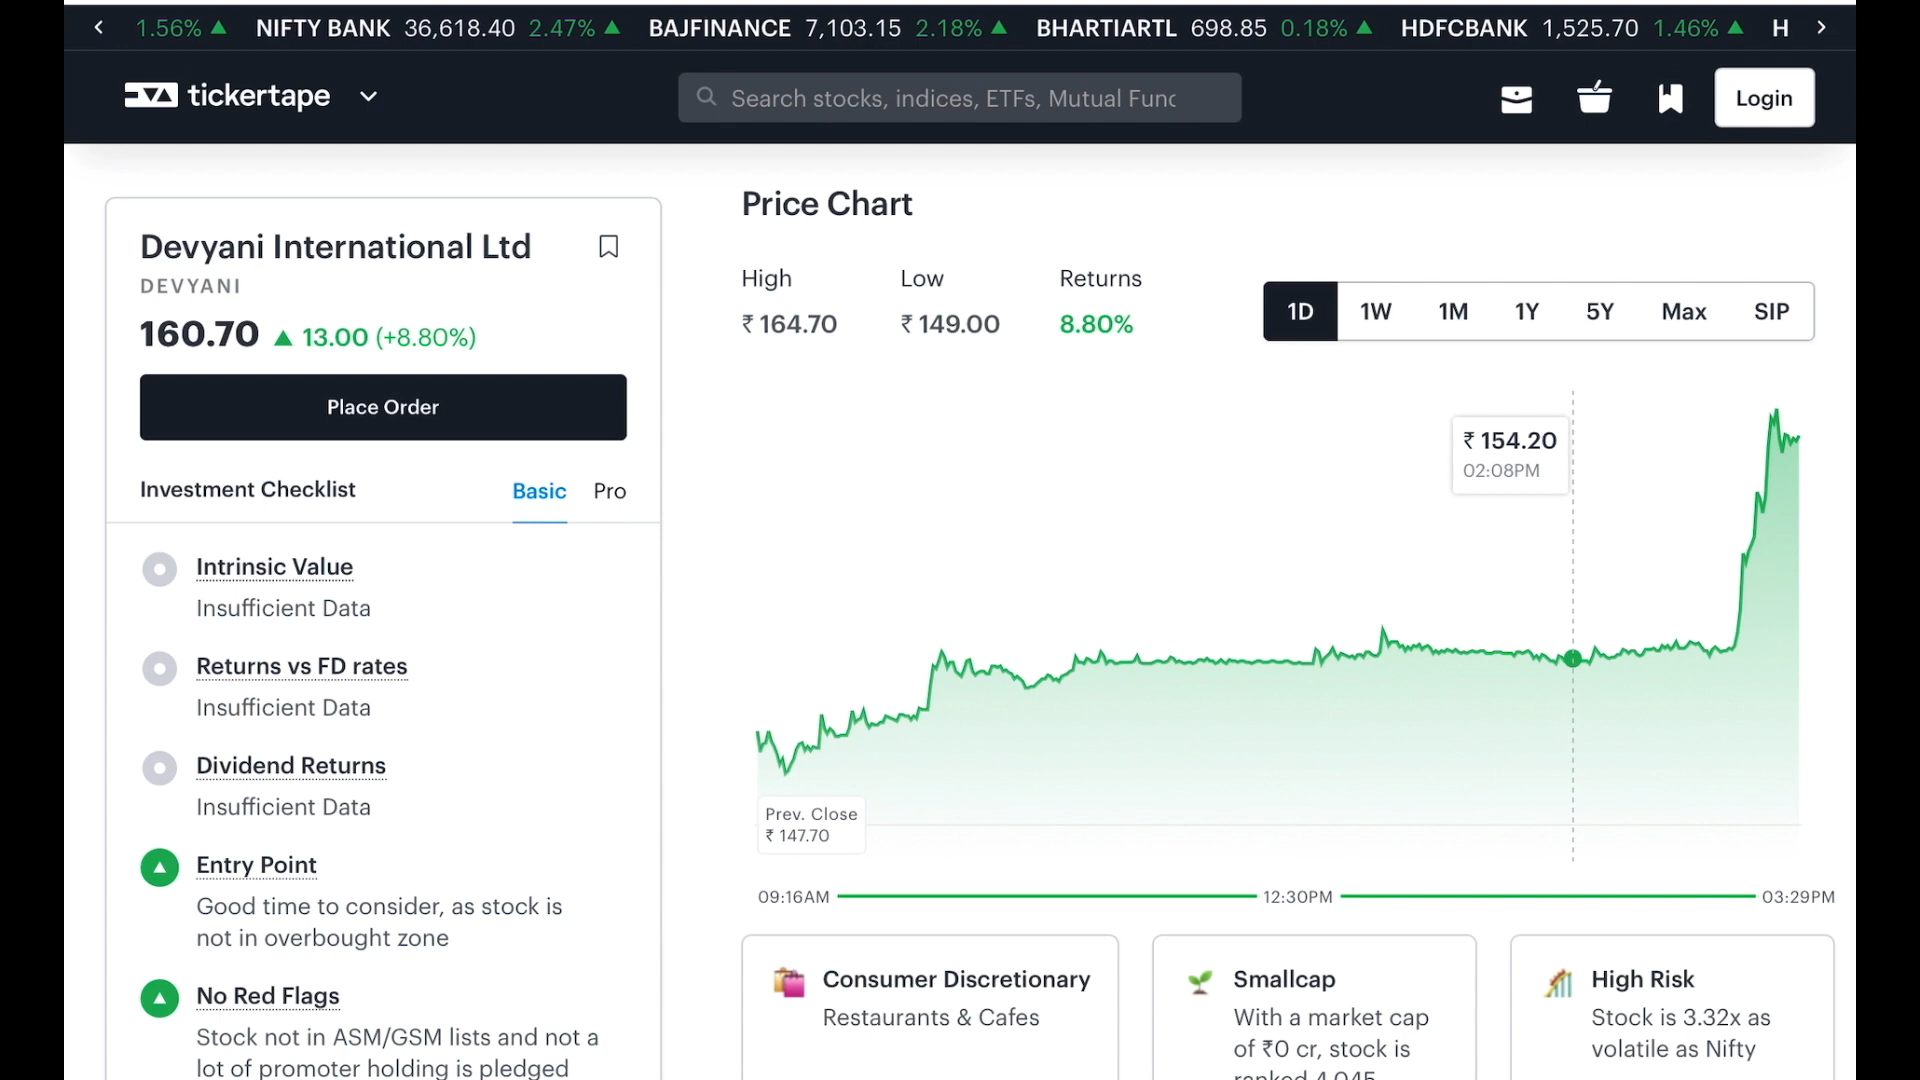 1.56% NIFTY BANK 36,618.40 2.47% BAJFINANCE 7,103.15 2.18% BHARTIARTL 698.85 0.18% HDFCBANK 1,525.70 1.46% H
tickertape
Search stocks, indices, ETFs, Mutual Func
Login
Devyani International Ltd
DEVYANI
160.70 13.00 (+8.80%)
Place Order
Investment Checklist
Basic
Pro
Intrinsic Value
Insufficient Data
Returns vs FD rates
Insufficient Data
Dividend Returns
Insufficient Data
Entry Point
Good time to consider, as stock is
not in overbought zone
No Red Flags
Stock not in ASM/GSM lists and not a
lot of promoter holding is pledged
Price Chart
High
₹ 164.70
Low
₹ 149.00
Returns
8.80%
1D 1W 1M 1Y 5Y Max SIP
₹ 154.20
02:08PM
Prev. Close
₹ 147.70
09:16AM 12:30PM 03:29PM
Consumer Discretionary
Restaurants & Cafes
Smallcap
With a market cap
of ₹0 cr, stock is
ranked 4,045
High Risk
Stock is 3.32x as
volatile as Nifty